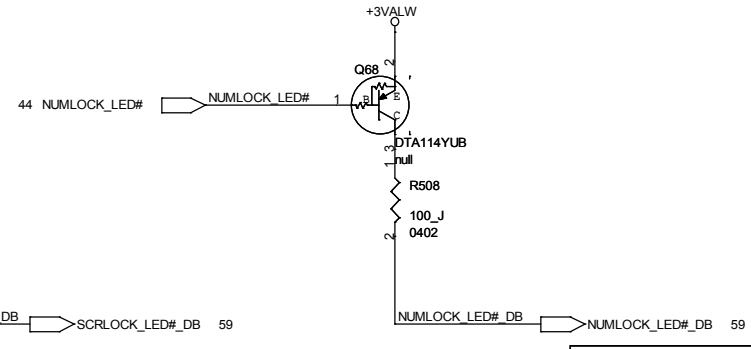 +3VALW
2
Q68
44 NUMLOCK_LED#
NUMLOCK_LED#
1
B
E
C
3
DTA114YUB
1
null
R508
100_J
0402
2
DB
SCRLOCK_LED#_DB 59
NUMLOCK_LED#_DB
NUMLOCK_LED#_DB 59